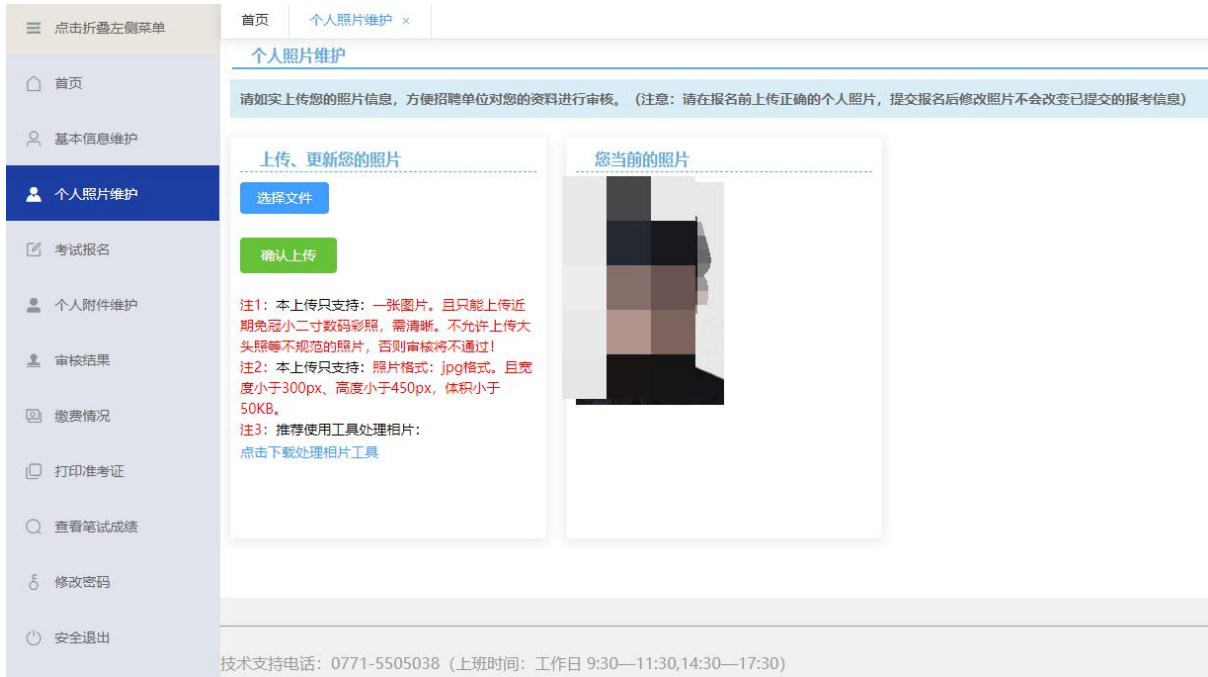 点击折叠左侧菜单
首页
基本信息维护
个人照片维护
考试报名
个人附件维护
审核结果
缴费情况
打印准考证
查看笔试成绩
修改密码
安全退出
首页
个人照片维护 ×
个人照片维护
请如实上传您的照片信息，方便招聘单位对您的资料进行审核。（注意：请在报名前上传正确的个人照片，提交报名后修改照片不会改变已提交的报考信息）
上传、更新您的照片
选择文件
确认上传
注1：本上传只支持：一张图片。且只能上传近
期免冠小二寸数码彩照，需清晰。不允许上传大
头照等不规范的照片，否则审核将不通过！
注2：本上传只支持：照片格式：jpg格式。且宽
度小于300px、高度小于450px，体积小于
50KB。
注3：推荐使用工具处理相片：
点击下载处理相片工具
您当前的照片
技术支持电话：0771-5505038（上班时间：工作日 9:30—11:30,14:30—17:30）